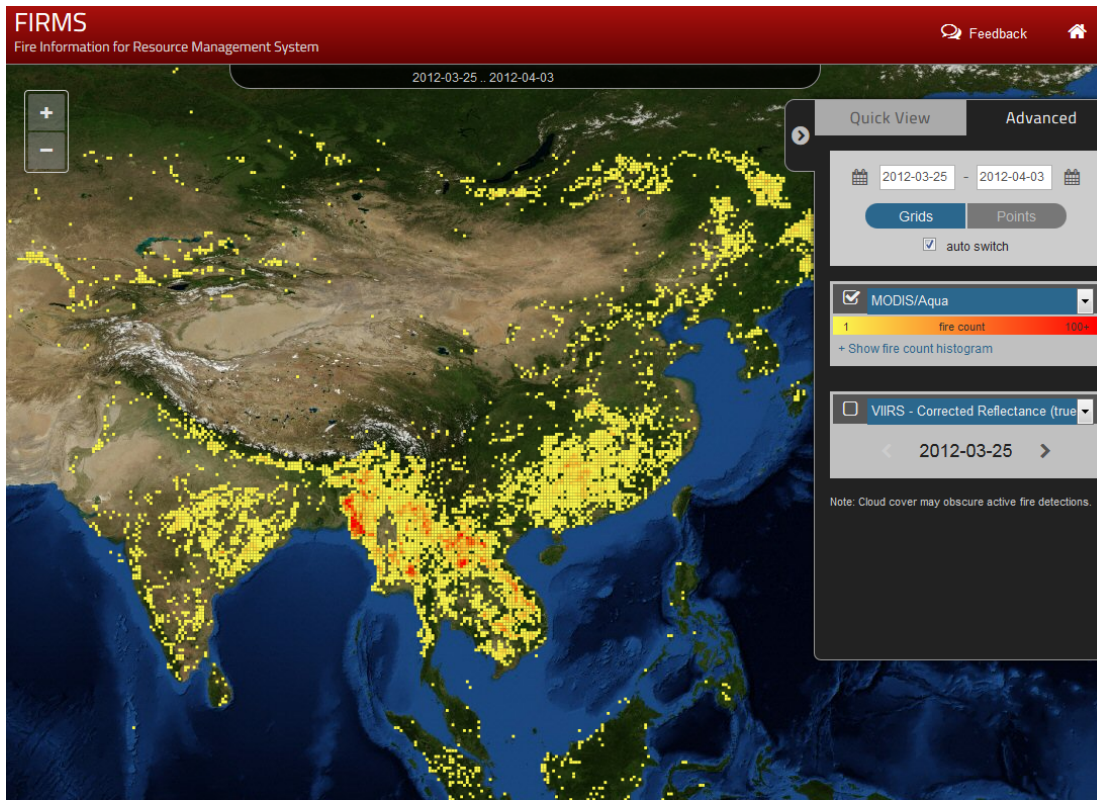 FIRMS
Fire Information for Resource Management System
Feedback
2012-03-25 .. 2012-04-03
+
−
Quick View
Advanced
2012-03-25 - 2012-04-03
Grids
Points
auto switch
MODIS/Aqua
1 fire count 100+
+ Show fire count histogram
VIIRS - Corrected Reflectance (true
2012-03-25
Note: Cloud cover may obscure active fire detections.